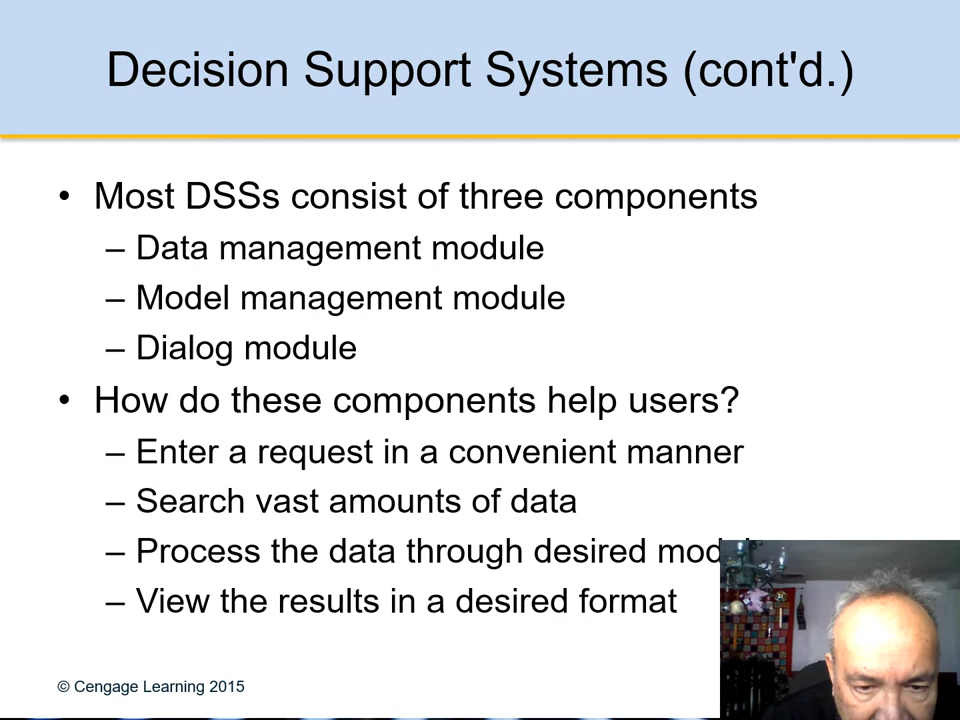 Decision Support Systems (cont'd.)
• Most DSSs consist of three components
– Data management module
– Model management module
– Dialog module
• How do these components help users?
– Enter a request in a convenient manner
– Search vast amounts of data
– Process the data through desired
– View the results in a desired format
© Cengage Learning 2015